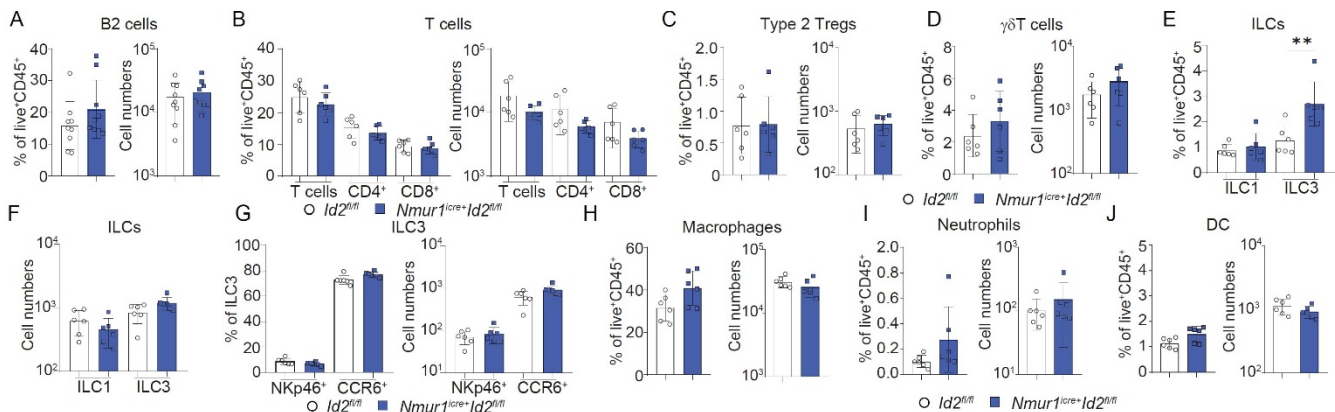 A
B2 cells
% of live⁺CD45⁺
40
30
20
10
0
Cell numbers
10⁵
10⁴
10³
B
T cells
% of live⁺CD45⁺
40
30
20
10
0
T cells CD4⁺ CD8⁺
Cell numbers
10⁵
10⁴
10³
T cells CD4⁺ CD8⁺
○ Id2fl/fl ■ Nmur1icre+Id2fl/fl
C
Type 2 Tregs
% of live⁺CD45⁺
2.0
1.5
1.0
0.5
0.0
Cell numbers
10⁴
10³
10²
D
γδT cells
% of live⁺CD45⁺
8
6
4
2
0
Cell numbers
10⁴
10³
10²
○ Id2fl/fl ■ Nmur1icre+Id2fl/fl
E
ILCs
% of live⁺CD45⁺
5
4
3
2
1
0
**
ILC1 ILC3
F
ILCs
Cell numbers
10⁴
10³
10²
ILC1 ILC3
G
ILC3
% of ILC3
100
80
60
40
20
0
NKp46⁺ CCR6⁺
Cell numbers
10⁴
10³
10²
10¹
NKp46⁺ CCR6⁺
○ Id2fl/fl ■ Nmur1icre+Id2fl/fl
H
Macrophages
% of live⁺CD45⁺
60
40
20
0
Cell numbers
10⁵
10⁴
10³
I
Neutrophils
% of live⁺CD45⁺
1.0
0.8
0.6
0.4
0.2
0.0
Cell numbers
10³
10²
10¹
○ Id2fl/fl ■ Nmur1icre+Id2fl/fl
J
DC
% of live⁺CD45⁺
5
4
3
2
1
0
Cell numbers
10⁴
10³
10²